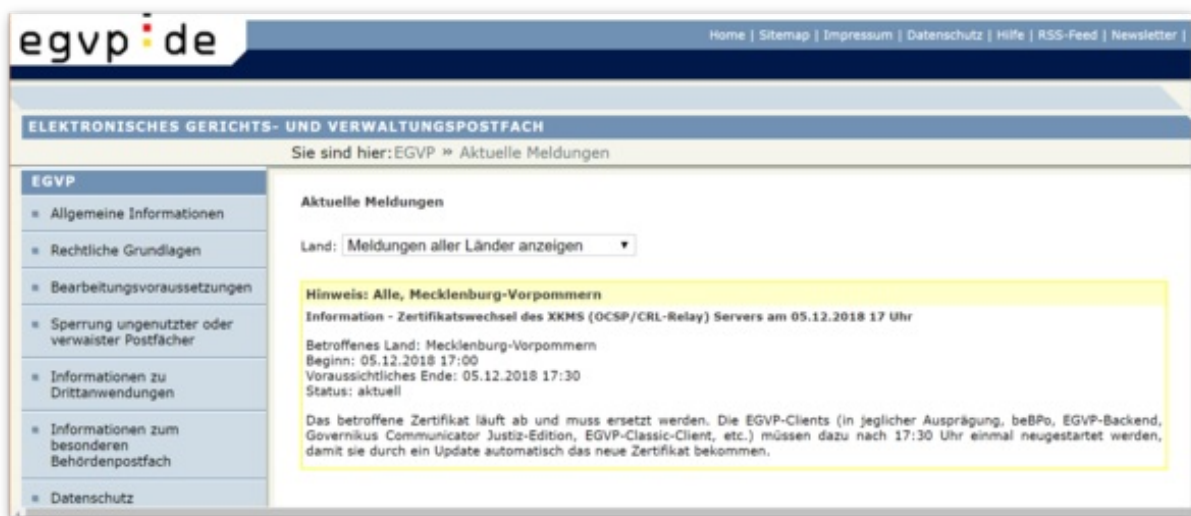 egvp:de
Home | Sitemap | Impressum | Datenschutz | Hilfe | RSS-Feed | Newsletter |
ELEKTRONISCHES GERICHTS- UND VERWALTUNGSPOSTFACH
Sie sind hier:EGVP » Aktuelle Meldungen
EGVP
Allgemeine Informationen
Rechtliche Grundlagen
Bearbeitungsvoraussetzungen
Sperrung ungenutzter oder
verwaister Postfächer
Informationen zu
Drittanwendungen
Informationen zum
besonderen
Behördenpostfach
Datenschutz
Aktuelle Meldungen
Land: Meldungen aller Länder anzeigen
Hinweis: Alle, Mecklenburg-Vorpommern
Information - Zertifikatswechsel des XKMS (OCSP/CRL-Relay) Servers am 05.12.2018 17 Uhr
Betroffenes Land: Mecklenburg-Vorpommern
Beginn: 05.12.2018 17:00
Voraussichtliches Ende: 05.12.2018 17:30
Status: aktuell
Das betroffene Zertifikat läuft ab und muss ersetzt werden. Die EGVP-Clients (in jeglicher Ausprägung, beBPo, EGVP-Backend,
Governikus Communicator Justiz-Edition, EGVP-Classic-Client, etc.) müssen dazu nach 17:30 Uhr einmal neugestartet werden,
damit sie durch ein Update automatisch das neue Zertifikat bekommen.